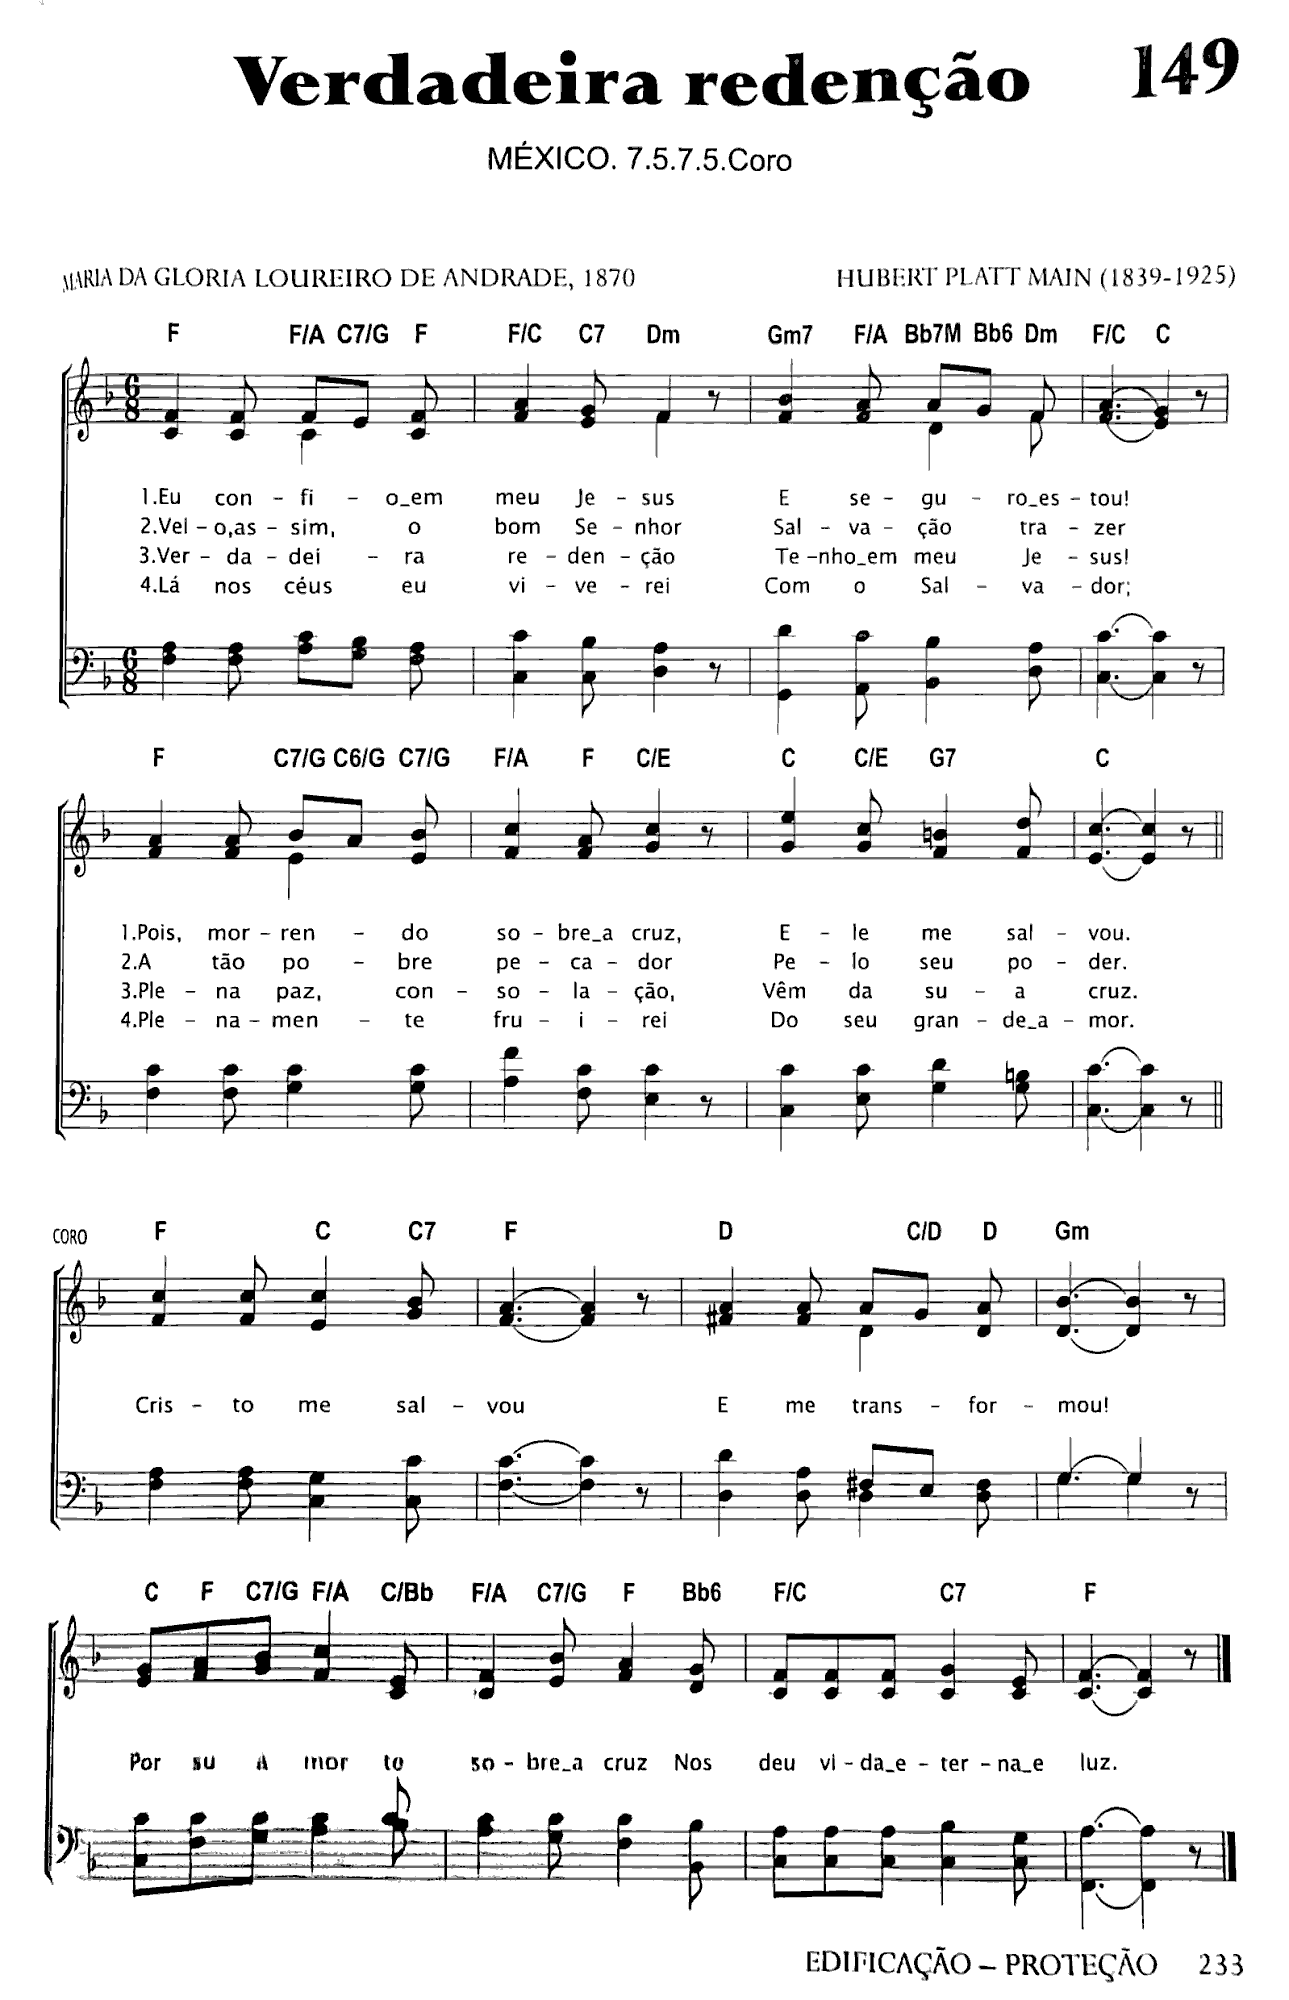 Verdadeira redenção 149
MÉXICO. 7.5.7.5.Coro
MARIA DA GLORIA LOUREIRO DE ANDRADE, 1870 HUBERT PLATT MAIN (1839-1925)
F F/A C7/G F F/C C7 Dm Gm7 F/A Bb7M Bb6 Dm F/C C
6 8
1.Eu con - fi - o_em meu Je - sus E se - gu - ro_es - tou!
2.Vei - o,as - sim, o bom Se - nhor Sal - va - ção tra - zer
3.Ver - da - dei - ra re - den - ção Te -nho_em meu Je - sus!
4.Lá nos céus eu vi - ve - rei Com o Sal - va - dor;
6 8
F C7/G C6/G C7/G F/A F C/E C C/E G7 C
1.Pois, mor - ren - do so - bre_a cruz, E - le me sal - vou.
2.A tão po - bre pe - ca - dor Pe - lo seu po - der.
3.Ple - na paz, con - so - la - ção, Vêm da su - a cruz.
4.Ple - na - men - te fru - i - rei Do seu gran - de_a - mor.
CORO F C C7 F D C/D D Gm
Cris - to me sal - vou E me trans - for - mou!
C F C7/G F/A C/Bb F/A C7/G F Bb6 F/C C7 F
Por su A mor te so - bre_a cruz Nos deu vi - da_e - ter - na_e luz.
EDIFICAÇÃO – PROTEÇÃO 233